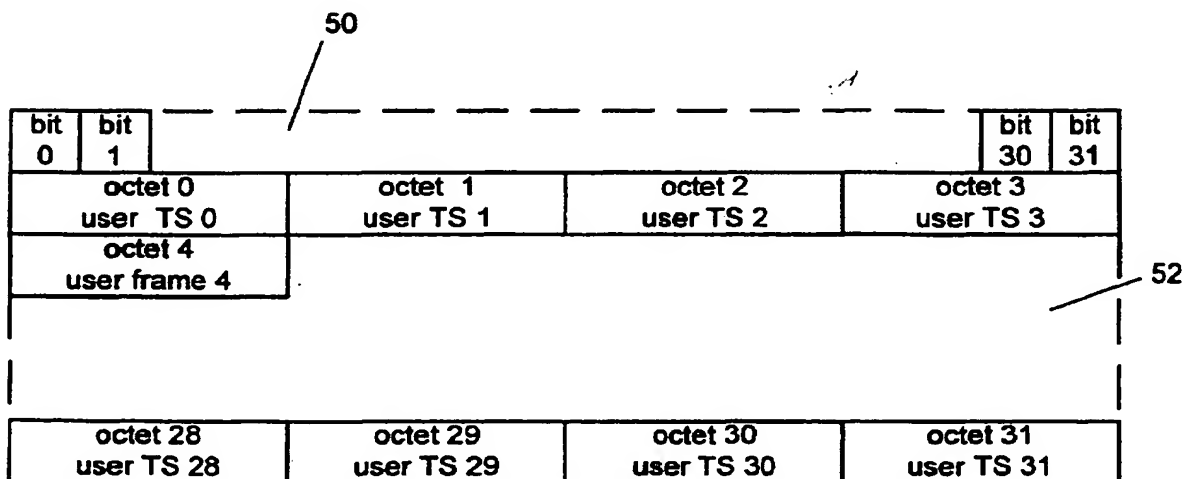 50
bit bit bit bit
0 1 30 31
octet 0 octet 1 octet 2 octet 3
user TS 0 user TS 1 user TS 2 user TS 3
octet 4
user frame 4
52
octet 28 octet 29 octet 30 octet 31
user TS 28 user TS 29 user TS 30 user TS 31